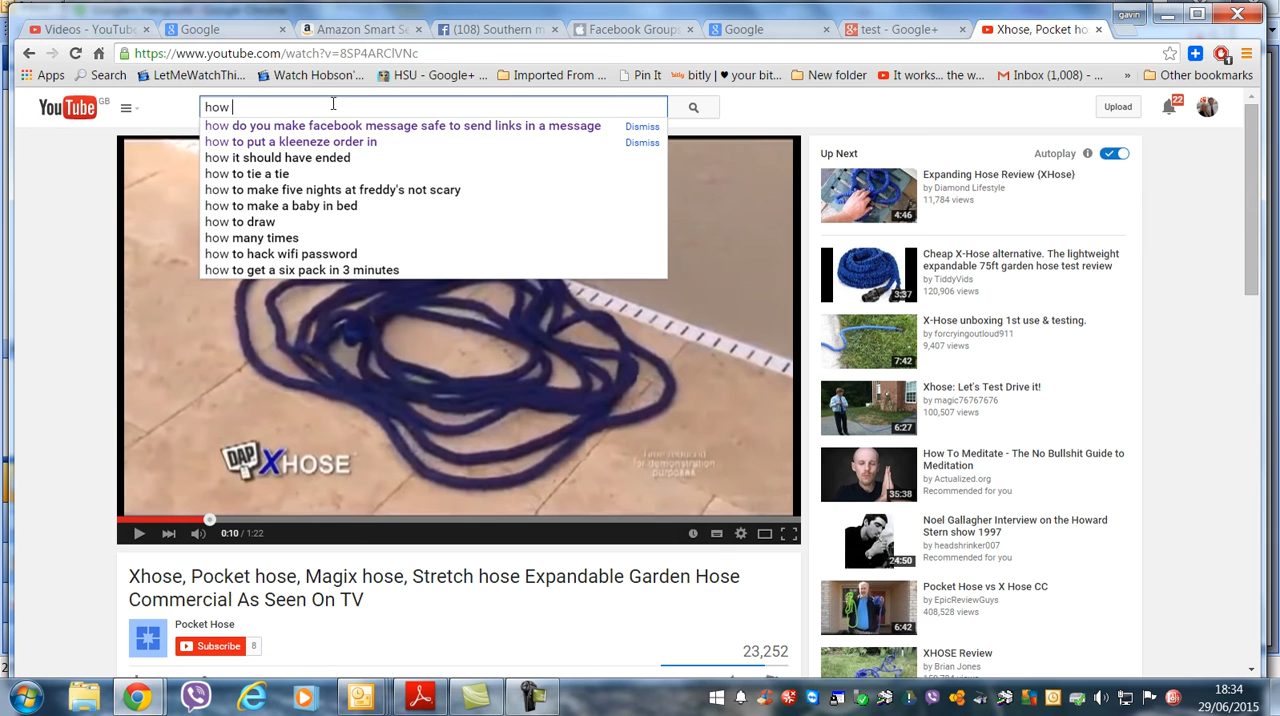 gavin
Videos - YouTube
Google
Amazon Smart Se
(108) Southern m
Facebook Groups
Google
test - Google+
Xhose, Pocket ho
https://www.youtube.com/watch?v=8SP4ARClVNc
Apps
Search
LetMeWatchThi...
Watch Hobson'...
HSU - Google+ ...
Imported From ...
Pin It
bitly | ♥ your bit...
New folder
It works... the w...
Inbox (1,008) - ...
»
Other bookmarks
YouTube GB
how
Upload
22
how do you make facebook message safe to send links in a message Dismiss
how to put a kleeneze order in Dismiss
how it should have ended
how to tie a tie
how to make five nights at freddy's not scary
how to make a baby in bed
how to draw
how many times
how to hack wifi password
how to get a six pack in 3 minutes
DAP XHOSE
Time reduced
for demonstration
purposes.
0:10 / 1:22
Xhose, Pocket hose, Magix hose, Stretch hose Expandable Garden Hose
Commercial As Seen On TV
Pocket Hose
Subscribe 8
23,252
Up Next
Autoplay
Expanding Hose Review {XHose}
by Diamond Lifestyle
11,784 views
4:46
Cheap X-Hose alternative. The lightweight
expandable 75ft garden hose test review
by TiddyVids
120,906 views
3:37
X-Hose unboxing 1st use & testing.
by forcryingoutloud911
9,407 views
7:42
Xhose: Let's Test Drive it!
by magic76767676
100,507 views
6:27
How To Meditate - The No Bullshit Guide to
Meditation
by Actualized.org
Recommended for you
35:38
Noel Gallagher Interview on the Howard
Stern show 1997
by headshrinker007
Recommended for you
24:50
Pocket Hose vs X Hose CC
by EpicReviewGuys
408,528 views
6:42
XHOSE Review
by Brian Jones
18:34
29/06/2015